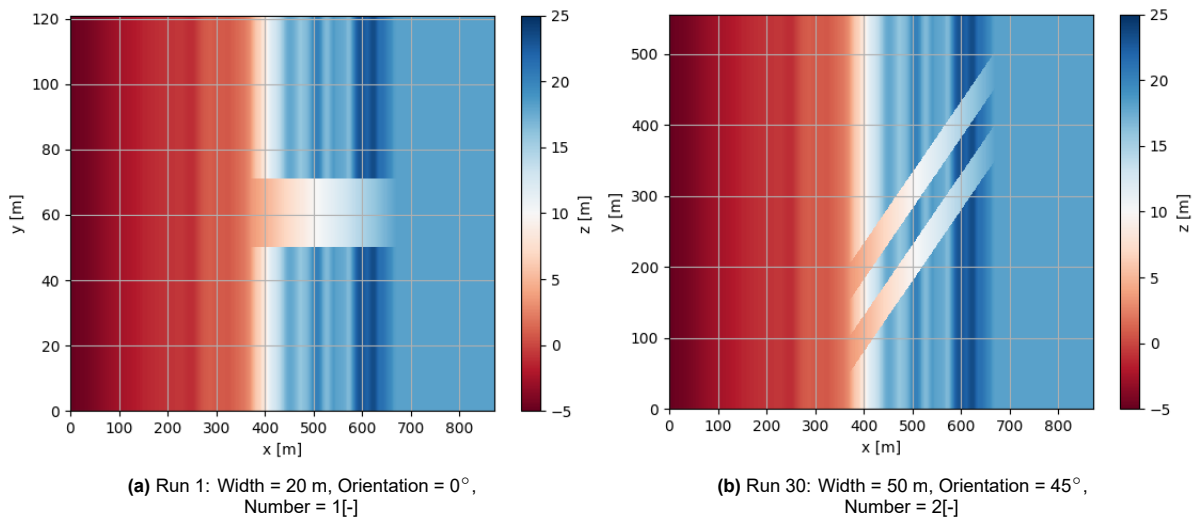 120
100
80
60
40
20
0
y [m]
0 100 200 300 400 500 600 700 800
x [m]
25
20
15
10
5
0
−5
z [m]
(a) Run 1: Width = 20 m, Orientation = 0°,
Number = 1[-]
500
400
300
200
100
0
y [m]
0 100 200 300 400 500 600 700 800
x [m]
25
20
15
10
5
0
−5
z [m]
(b) Run 30: Width = 50 m, Orientation = 45°,
Number = 2[-]